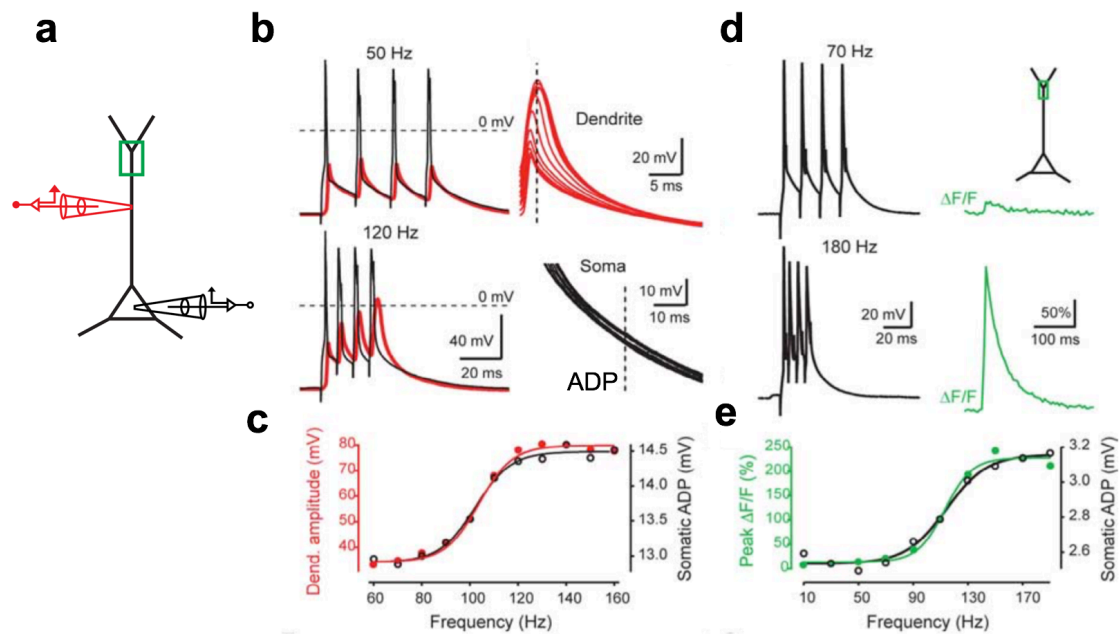 a
b
50 Hz
0 mV
Dendrite
20 mV
5 ms
120 Hz
0 mV
40 mV
20 ms
Soma
10 mV
10 ms
ADP
c
Dend. amplitude (mV)
80
70
60
50
40
14.5
14.0
13.5
13.0
Somatic ADP (mV)
60 80 100 120 140 160
Frequency (Hz)
d
70 Hz
ΔF/F
180 Hz
20 mV
20 ms
50%
100 ms
ΔF/F
e
Peak ΔF/F (%)
250
200
150
100
50
0
3.2
3.0
2.8
2.6
Somatic ADP (mV)
10 50 90 130 170
Frequency (Hz)